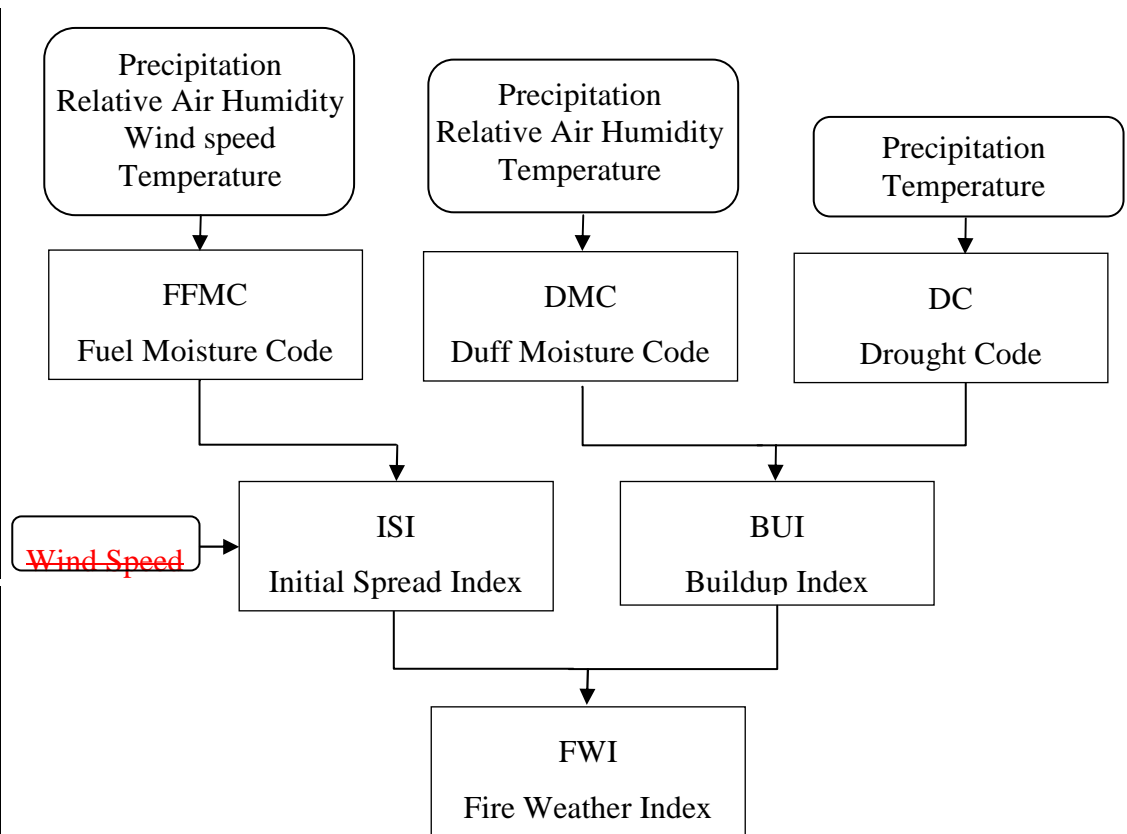 Precipitation
Relative Air Humidity
Wind speed
Temperature
Precipitation
Relative Air Humidity
Temperature
Precipitation
Temperature
FFMC
Fuel Moisture Code
DMC
Duff Moisture Code
DC
Drought Code
Wind Speed
ISI
Initial Spread Index
BUI
Buildup Index
FWI
Fire Weather Index